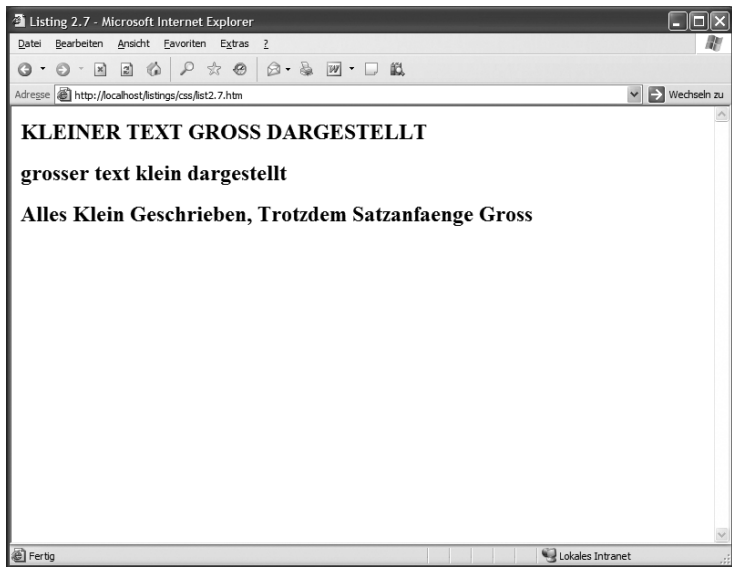 Listing 2.7 - Microsoft Internet Explorer
Datei Bearbeiten Ansicht Favoriten Extras ?
Adresse http://localhost/listings/css/list2.7.htm Wechseln zu
KLEINER TEXT GROSS DARGESTELLT
grosser text klein dargestellt
Alles Klein Geschrieben, Trotzdem Satzanfaenge Gross
Fertig Lokales Intranet